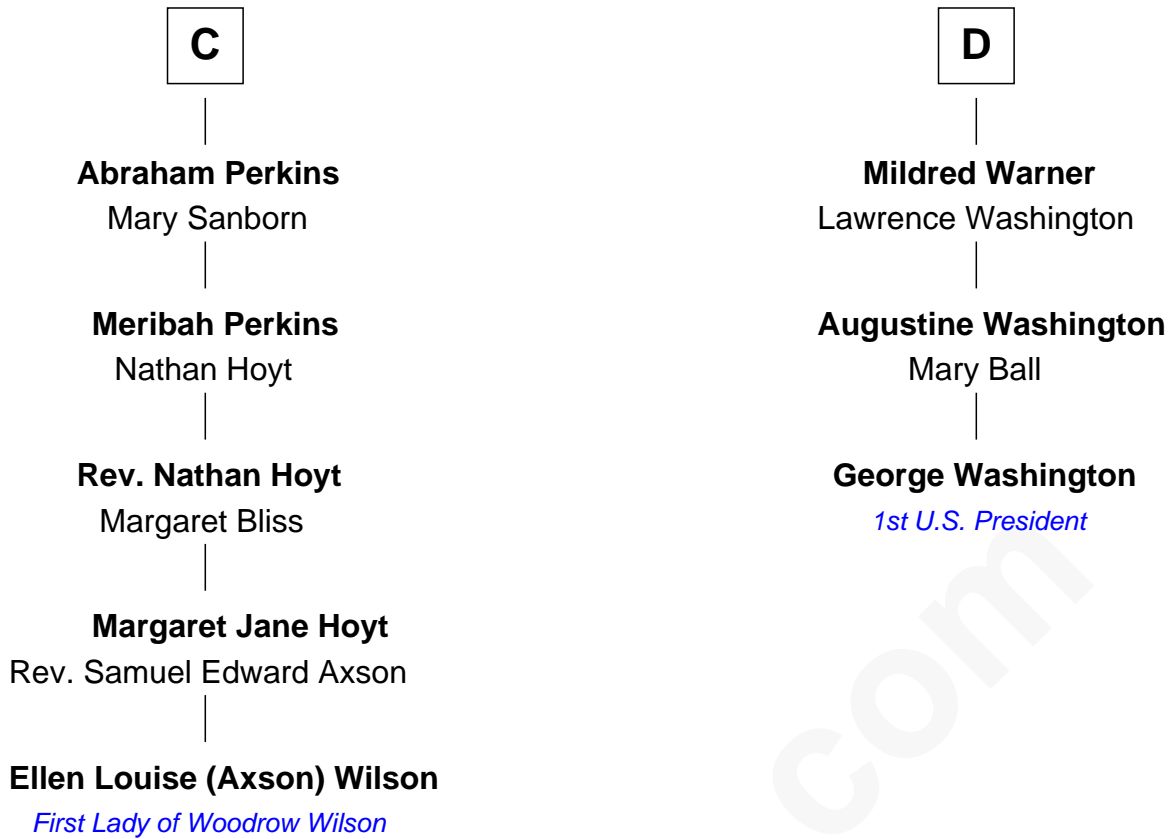 C
Abraham Perkins
Mary Sanborn
Meribah Perkins
Nathan Hoyt
Rev. Nathan Hoyt
Margaret Bliss
Margaret Jane Hoyt
Rev. Samuel Edward Axson
Ellen Louise (Axson) Wilson
First Lady of Woodrow Wilson
D
Mildred Warner
Lawrence Washington
Augustine Washington
Mary Ball
George Washington
1st U.S. President
com